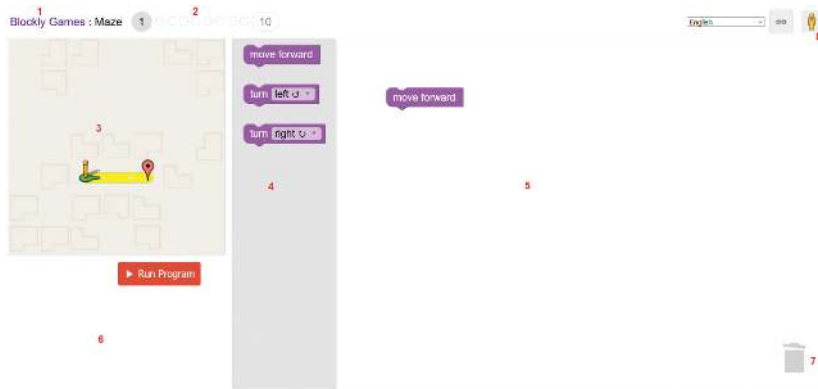 1
2
Blockly Games : Maze 1 10
English
8
move forward
turn left ↺
turn right ↻
move forward
3
4
5
Run Program
6
7